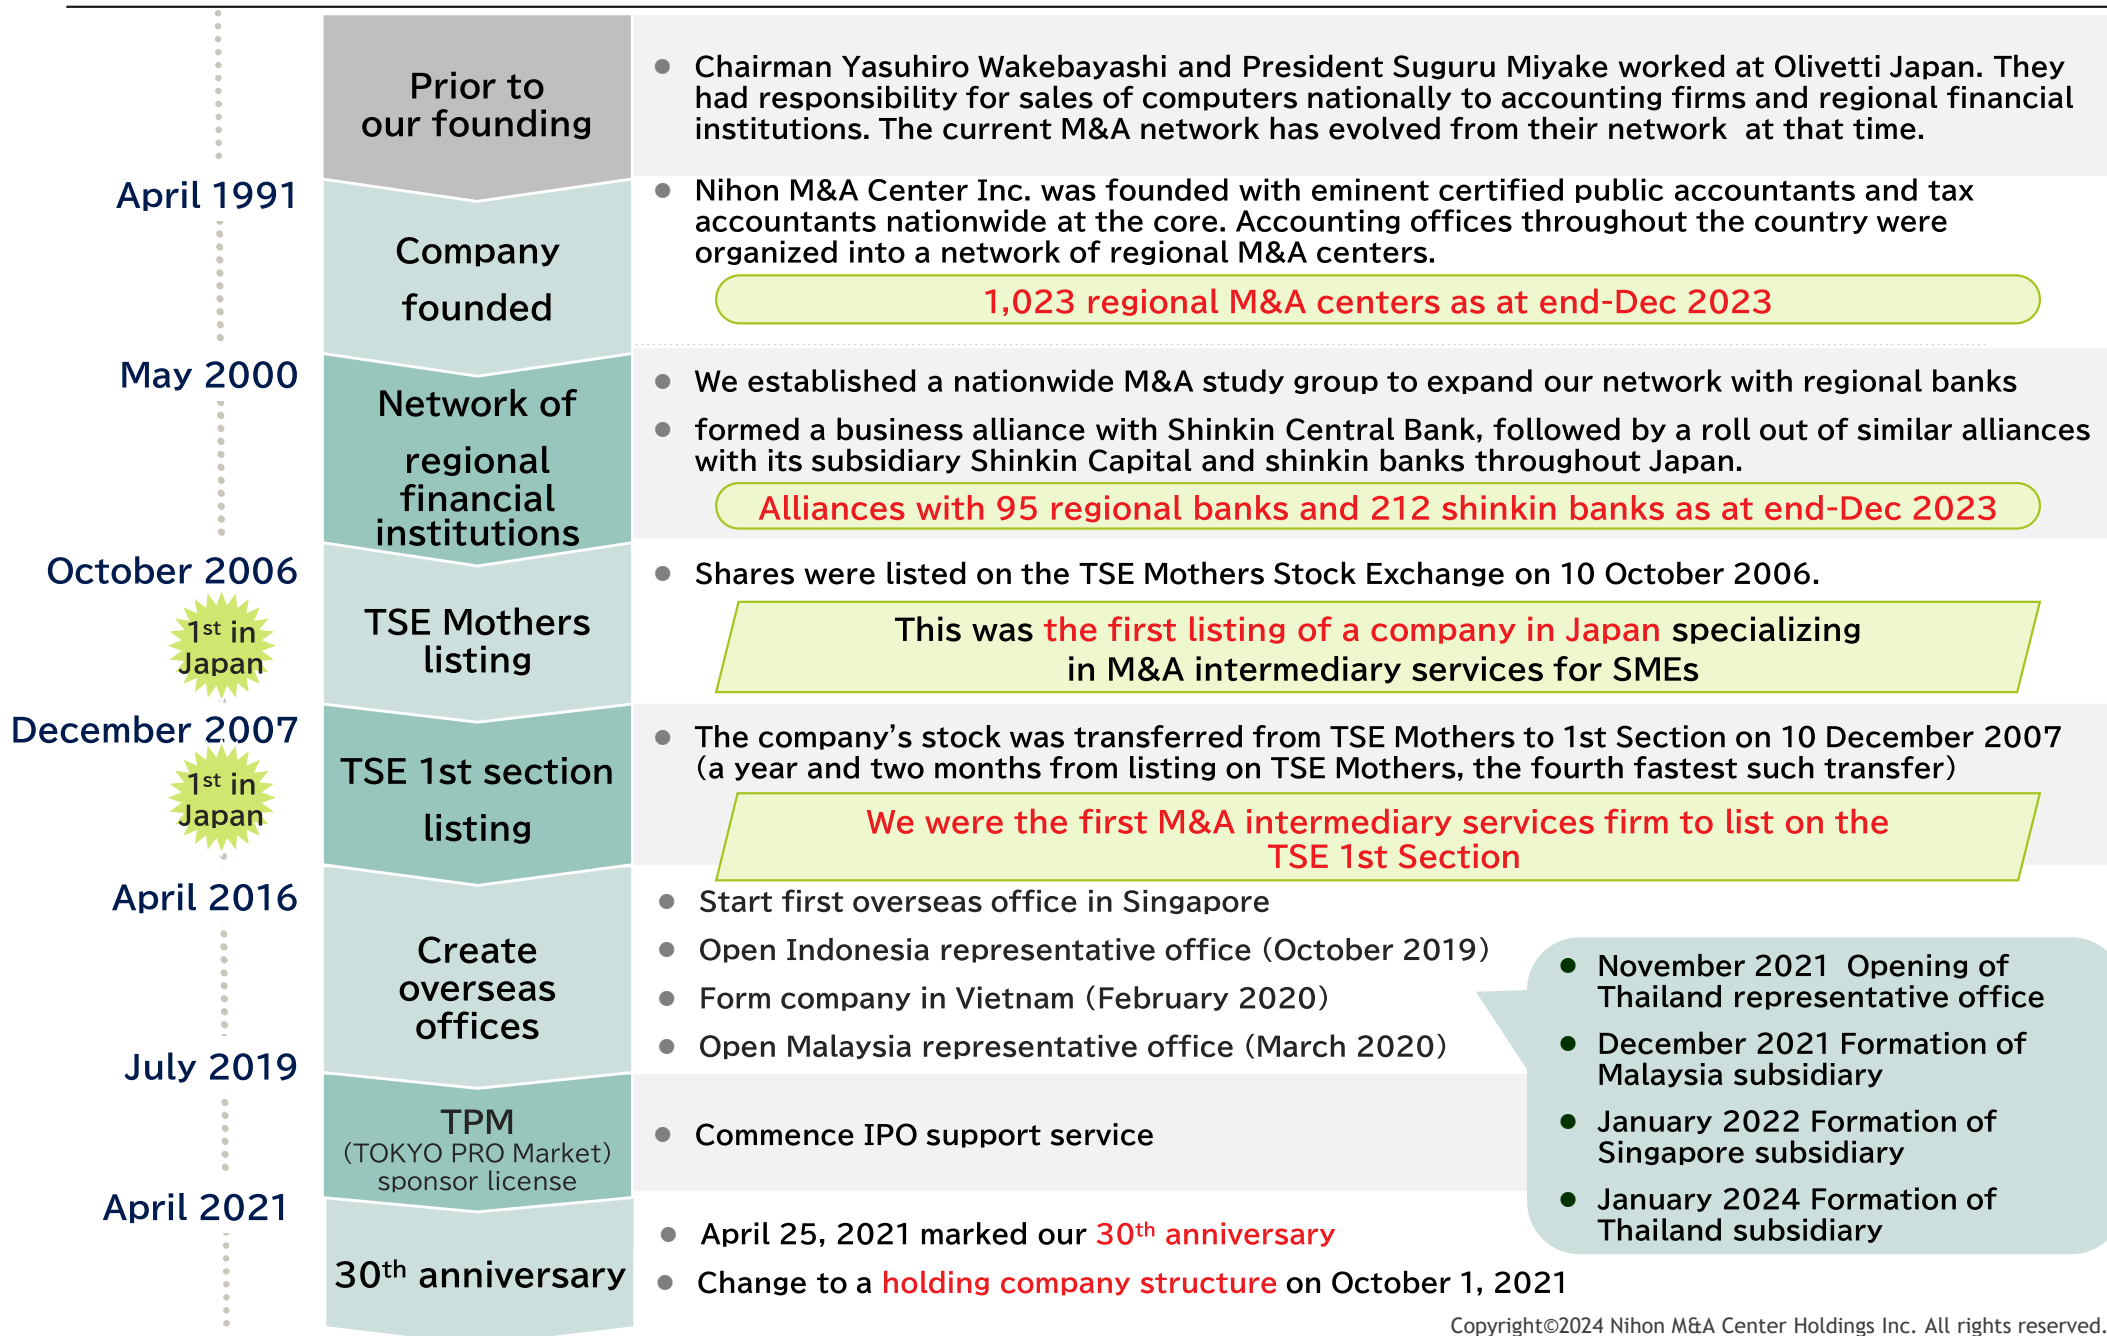 Prior to
our founding
● Chairman Yasuhiro Wakebayashi and President Suguru Miyake worked at Olivetti Japan. They
had responsibility for sales of computers nationally to accounting firms and regional financial
institutions. The current M&A network has evolved from their network  at that time.
April 1991
Company
founded
● Nihon M&A Center Inc. was founded with eminent certified public accountants and tax
accountants nationwide at the core. Accounting offices throughout the country were
organized into a network of regional M&A centers.
1,023 regional M&A centers as at end-Dec 2023
May 2000
Network of
regional
financial
institutions
● We established a nationwide M&A study group to expand our network with regional banks
● formed a business alliance with Shinkin Central Bank, followed by a roll out of similar alliances
with its subsidiary Shinkin Capital and shinkin banks throughout Japan.
Alliances with 95 regional banks and 212 shinkin banks as at end-Dec 2023
October 2006
1st in
Japan
TSE Mothers
listing
● Shares were listed on the TSE Mothers Stock Exchange on 10 October 2006.
This was the first listing of a company in Japan specializing
in M&A intermediary services for SMEs
December 2007
1st in
Japan
TSE 1st section
listing
● The company's stock was transferred from TSE Mothers to 1st Section on 10 December 2007
(a year and two months from listing on TSE Mothers, the fourth fastest such transfer)
We were the first M&A intermediary services firm to list on the
TSE 1st Section
April 2016
Create
overseas
offices
● Start first overseas office in Singapore
● Open Indonesia representative office (October 2019)
● Form company in Vietnam (February 2020)
● Open Malaysia representative office (March 2020)
● November 2021  Opening of
Thailand representative office
● December 2021 Formation of
Malaysia subsidiary
● January 2022 Formation of
Singapore subsidiary
● January 2024 Formation of
Thailand subsidiary
July 2019
TPM
(TOKYO PRO Market)
sponsor license
● Commence IPO support service
April 2021
30th anniversary
● April 25, 2021 marked our 30th anniversary
● Change to a holding company structure on October 1, 2021
Copyright©2024 Nihon M&A Center Holdings Inc. All rights reserved.